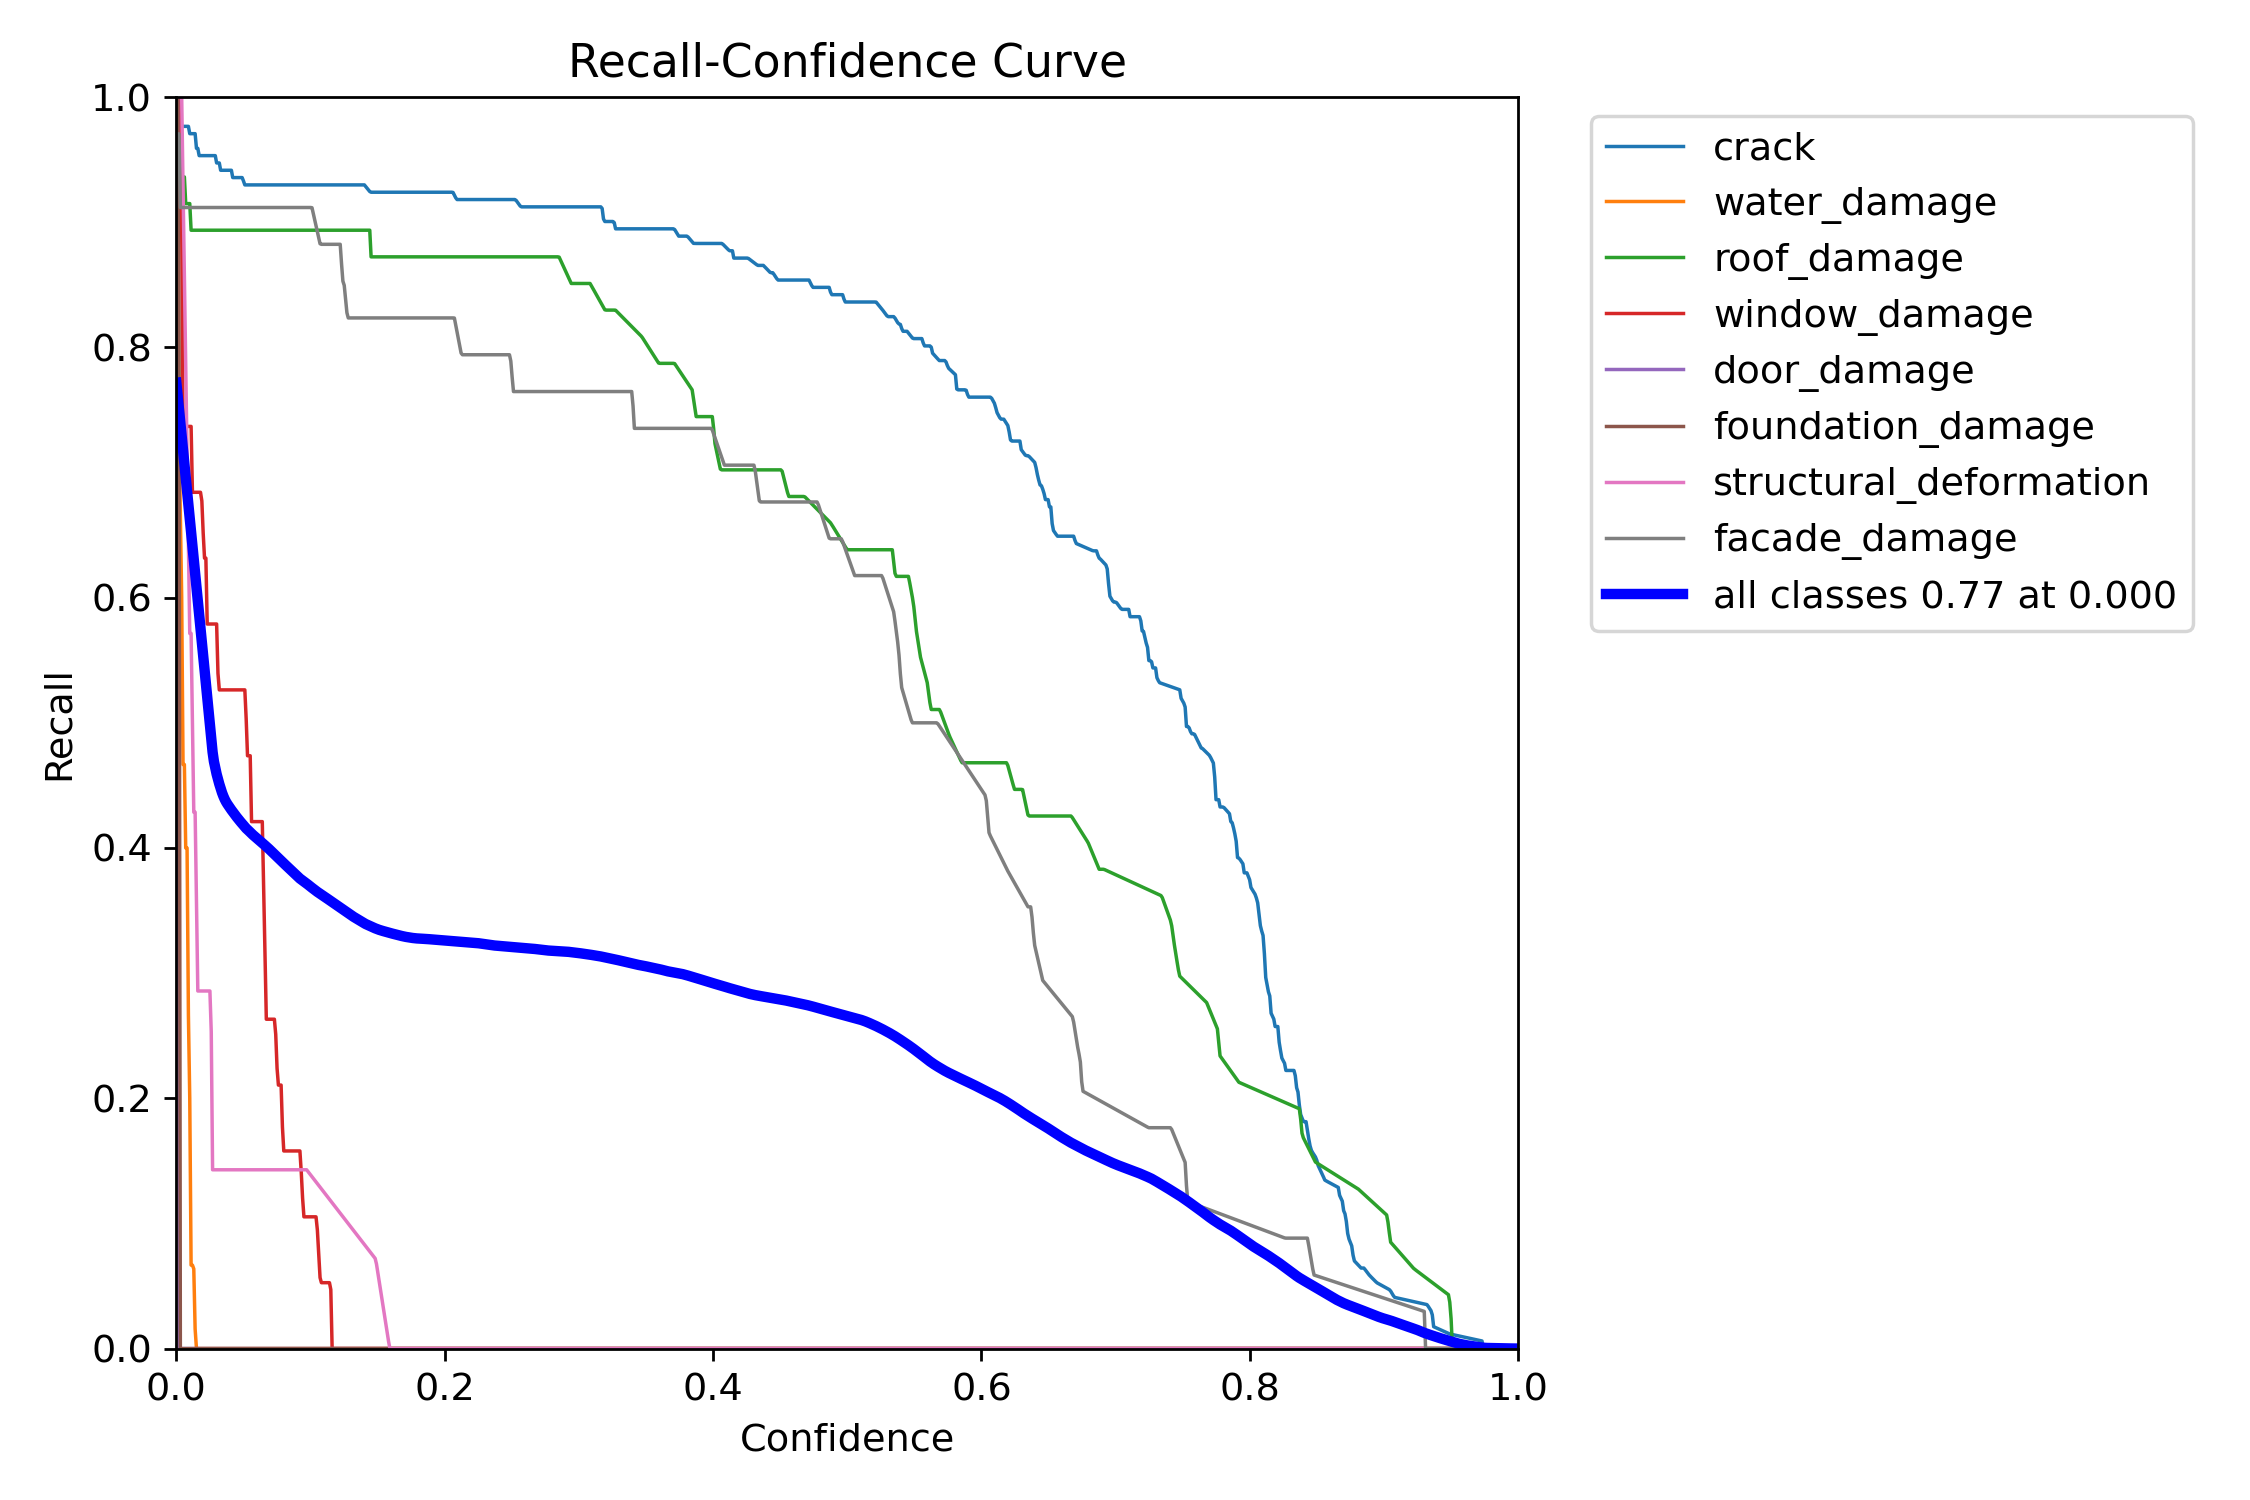 Recall-Confidence Curve
1.0
0.8
0.6
0.4
0.2
0.0
Recall
0.0 0.2 0.4 0.6 0.8 1.0
Confidence
crack
water_damage
roof_damage
window_damage
door_damage
foundation_damage
structural_deformation
facade_damage
all classes 0.77 at 0.000